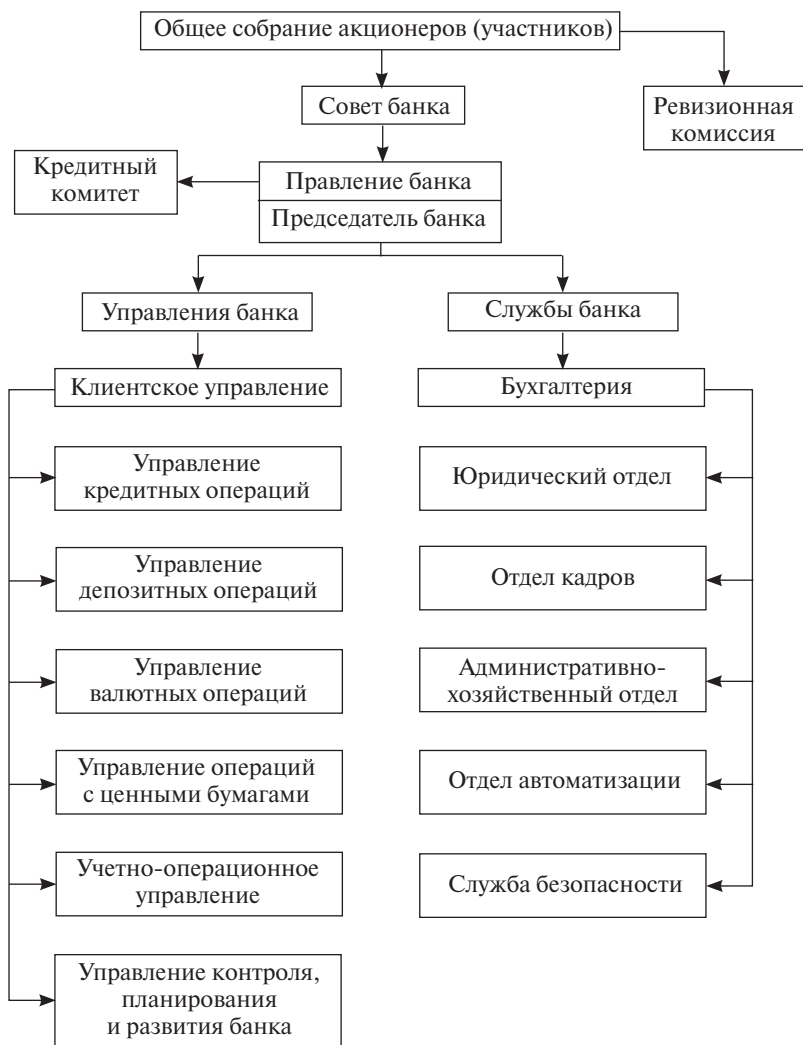 Общее собрание акционеров (участников)
Совет банка
Ревизионная
комиссия
Кредитный
комитет
Правление банка
Председатель банка
Управления банка
Службы банка
Клиентское управление
Бухгалтерия
Управление
кредитных операций
Юридический отдел
Управление
депозитных операций
Отдел кадров
Управление
валютных операций
Административно-
хозяйственный отдел
Управление операций
с ценными бумагами
Отдел автоматизации
Учетно-операционное
управление
Служба безопасности
Управление контроля,
планирования
и развития банка